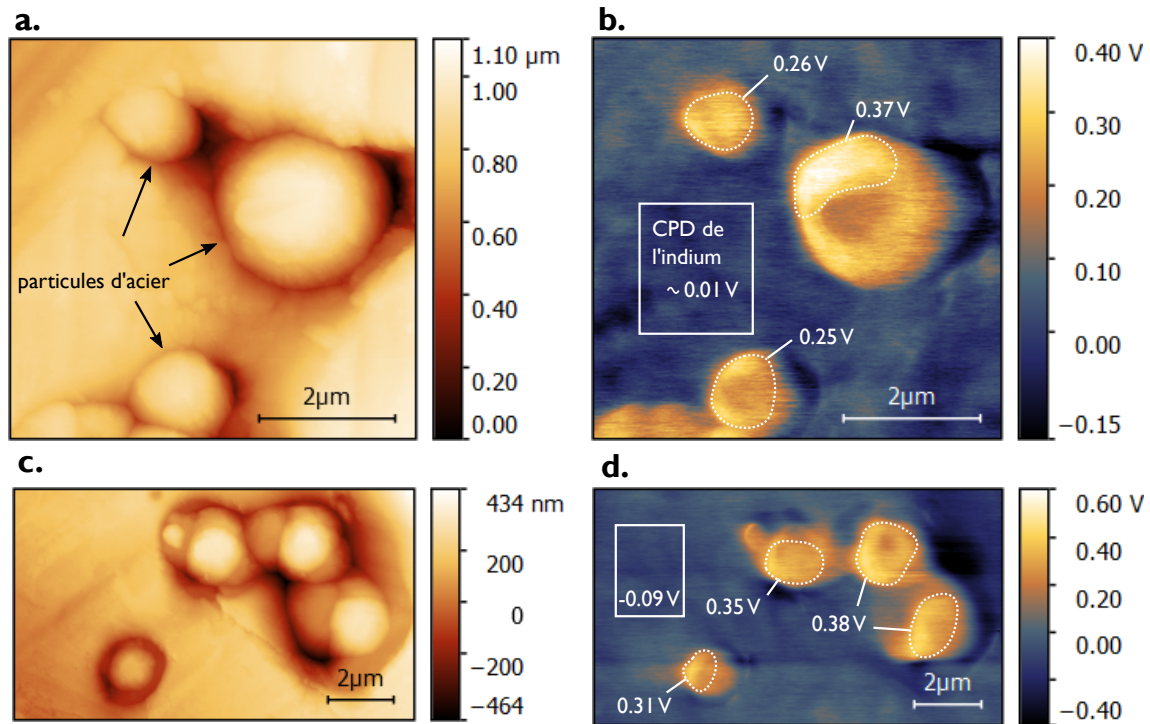 a.
1.10 µm
1.00
0.80
0.60
0.40
0.20
0.00
particules d'acier
2µm
b.
0.26 V
0.37 V
CPD de
l'indium
~ 0.01 V
0.25 V
2µm
0.40 V
0.30
0.20
0.10
0.00
−0.15
c.
434 nm
200
0
−200
−464
2µm
d.
-0.09 V
0.35 V
0.38 V
0.31 V
2µm
0.60 V
0.40
0.20
0.00
−0.40